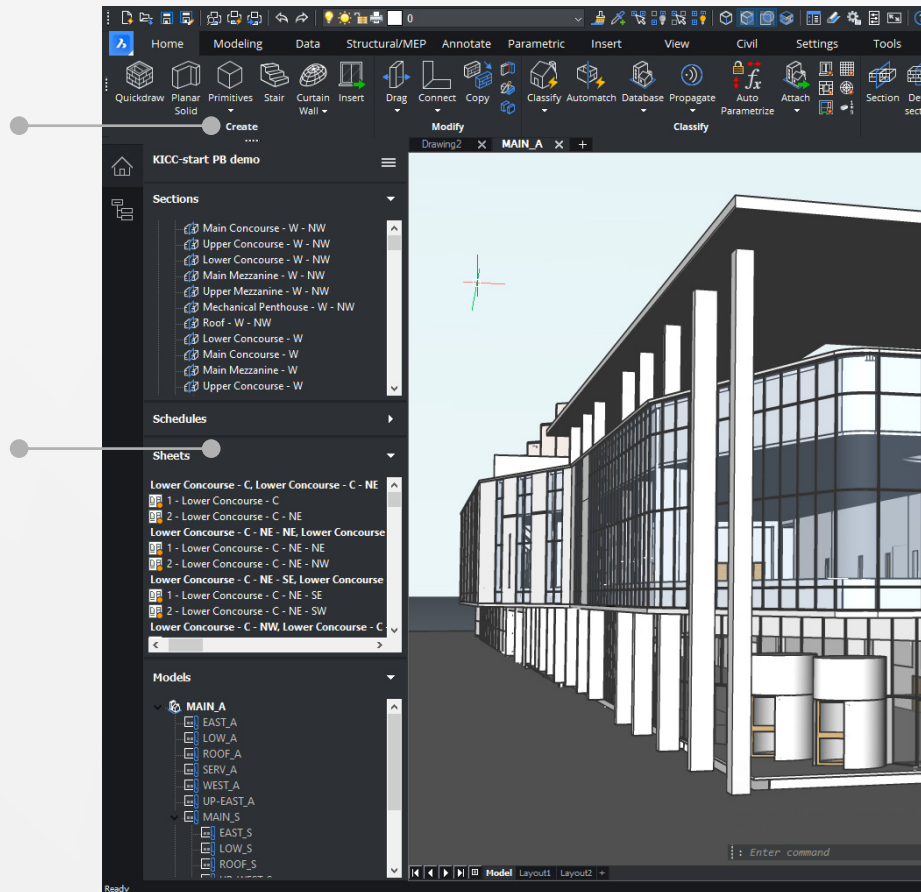 0
Home Modeling Data Structural/MEP Annotate Parametric Insert View Civil Settings Tools
Quickdraw Planar Solid Primitives Stair Curtain Wall Insert Drag Connect Copy Classify Automatch Database Propagate Auto Parametrize Attach Section
Create Modify Classify
Drawing2 MAIN_A
KICC-start PB demo
Sections
Main Concourse - W - NW
Upper Concourse - W - NW
Lower Concourse - W - NW
Main Mezzanine - W - NW
Upper Mezzanine - W - NW
Mechanical Penthouse - W - NW
Roof - W - NW
Lower Concourse - W
Main Concourse - W
Main Mezzanine - W
Upper Concourse - W
Schedules
Sheets
Lower Concourse - C, Lower Concourse - C - NE
1 - Lower Concourse - C
2 - Lower Concourse - C - NE
Lower Concourse - C - NE - NE, Lower Concourse
1 - Lower Concourse - C - NE - NE
2 - Lower Concourse - C - NE - NW
Lower Concourse - C - NE - SE, Lower Concourse
1 - Lower Concourse - C - NE - SE
2 - Lower Concourse - C - NE - SW
Lower Concourse - C - NW, Lower Concourse - C -
Models
MAIN_A
EAST_A
LOW_A
ROOF_A
SERV_A
WEST_A
UP-EAST_A
MAIN_S
EAST_S
LOW_S
ROOF_S
: Enter command
Model Layout1 Layout2 +
Ready